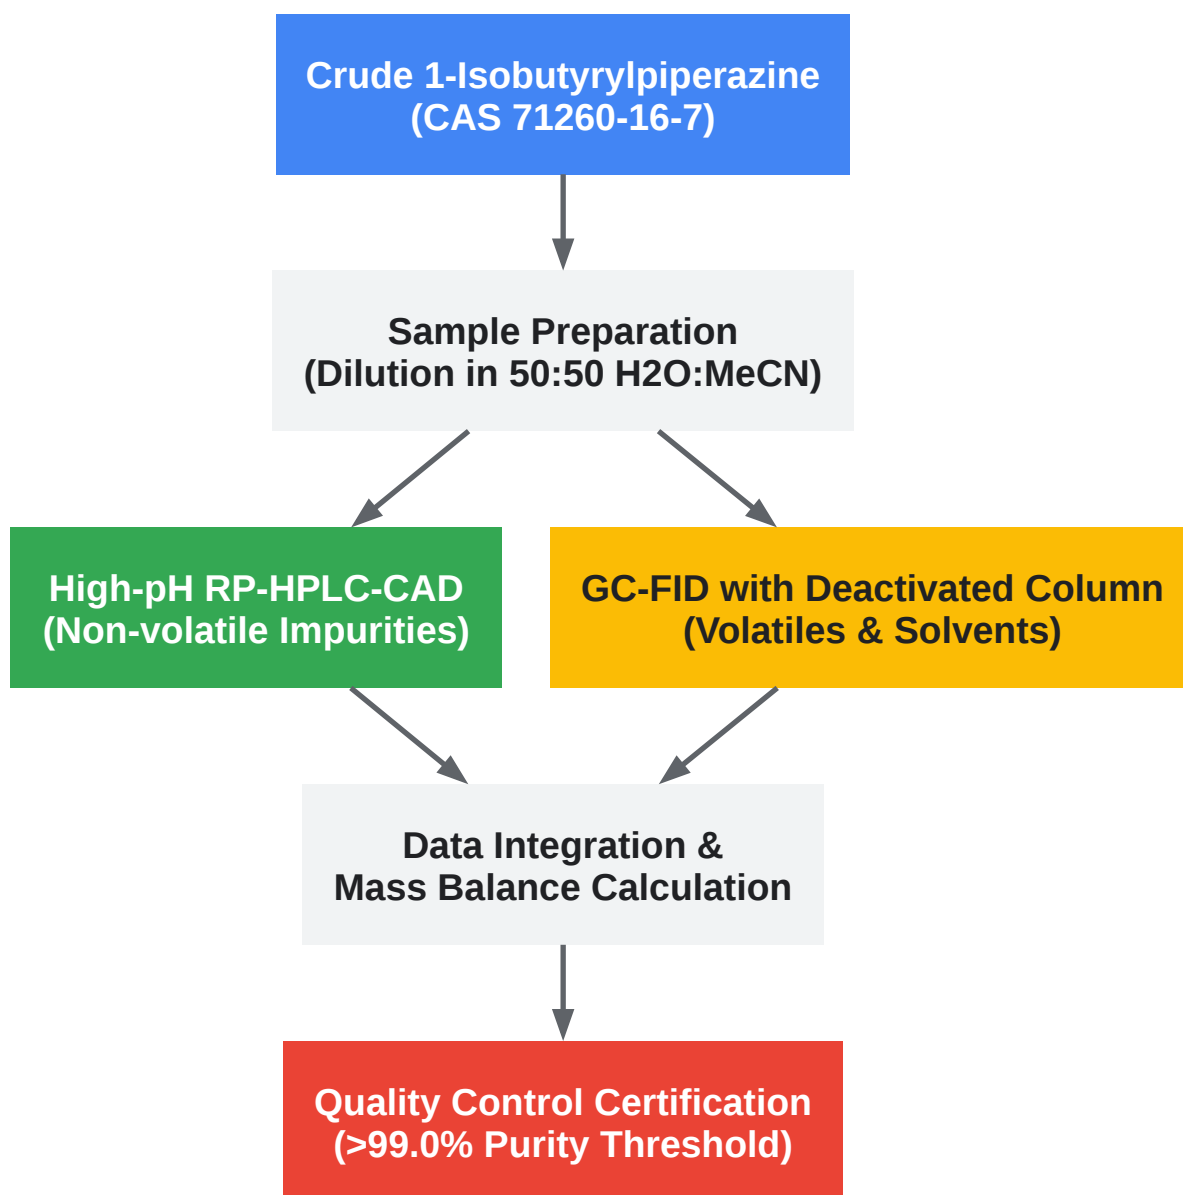 Crude 1-Isobutyrylpiperazine
(CAS 71260-16-7)
Sample Preparation
(Dilution in 50:50 H2O:MeCN)
High-pH RP-HPLC-CAD
(Non-volatile Impurities)
GC-FID with Deactivated Column
(Volatiles & Solvents)
Data Integration &
Mass Balance Calculation
Quality Control Certification
(>99.0% Purity Threshold)